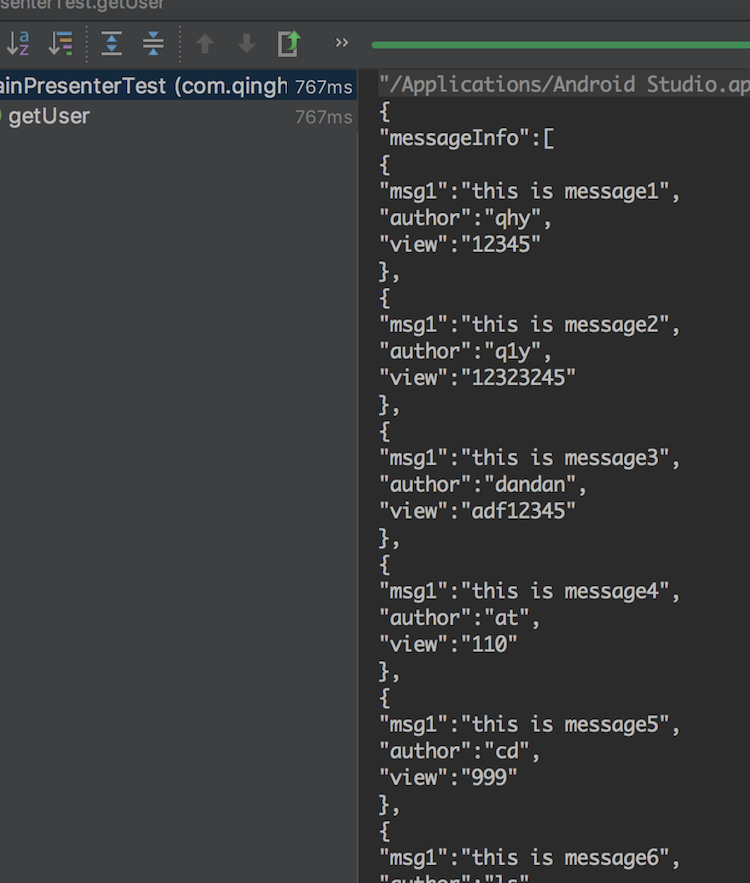 senterTest.getUser
ainPresenterTest (com.qingh 767ms
getUser 767ms
"/Applications/Android Studio.ap
{
"messageInfo":[
{
"msg1":"this is message1",
"author":"qhy",
"view":"12345"
},
{
"msg1":"this is message2",
"author":"q1y",
"view":"12323245"
},
{
"msg1":"this is message3",
"author":"dandan",
"view":"adf12345"
},
{
"msg1":"this is message4",
"author":"at",
"view":"110"
},
{
"msg1":"this is message5",
"author":"cd",
"view":"999"
},
{
"msg1":"this is message6",
"author":"ls"